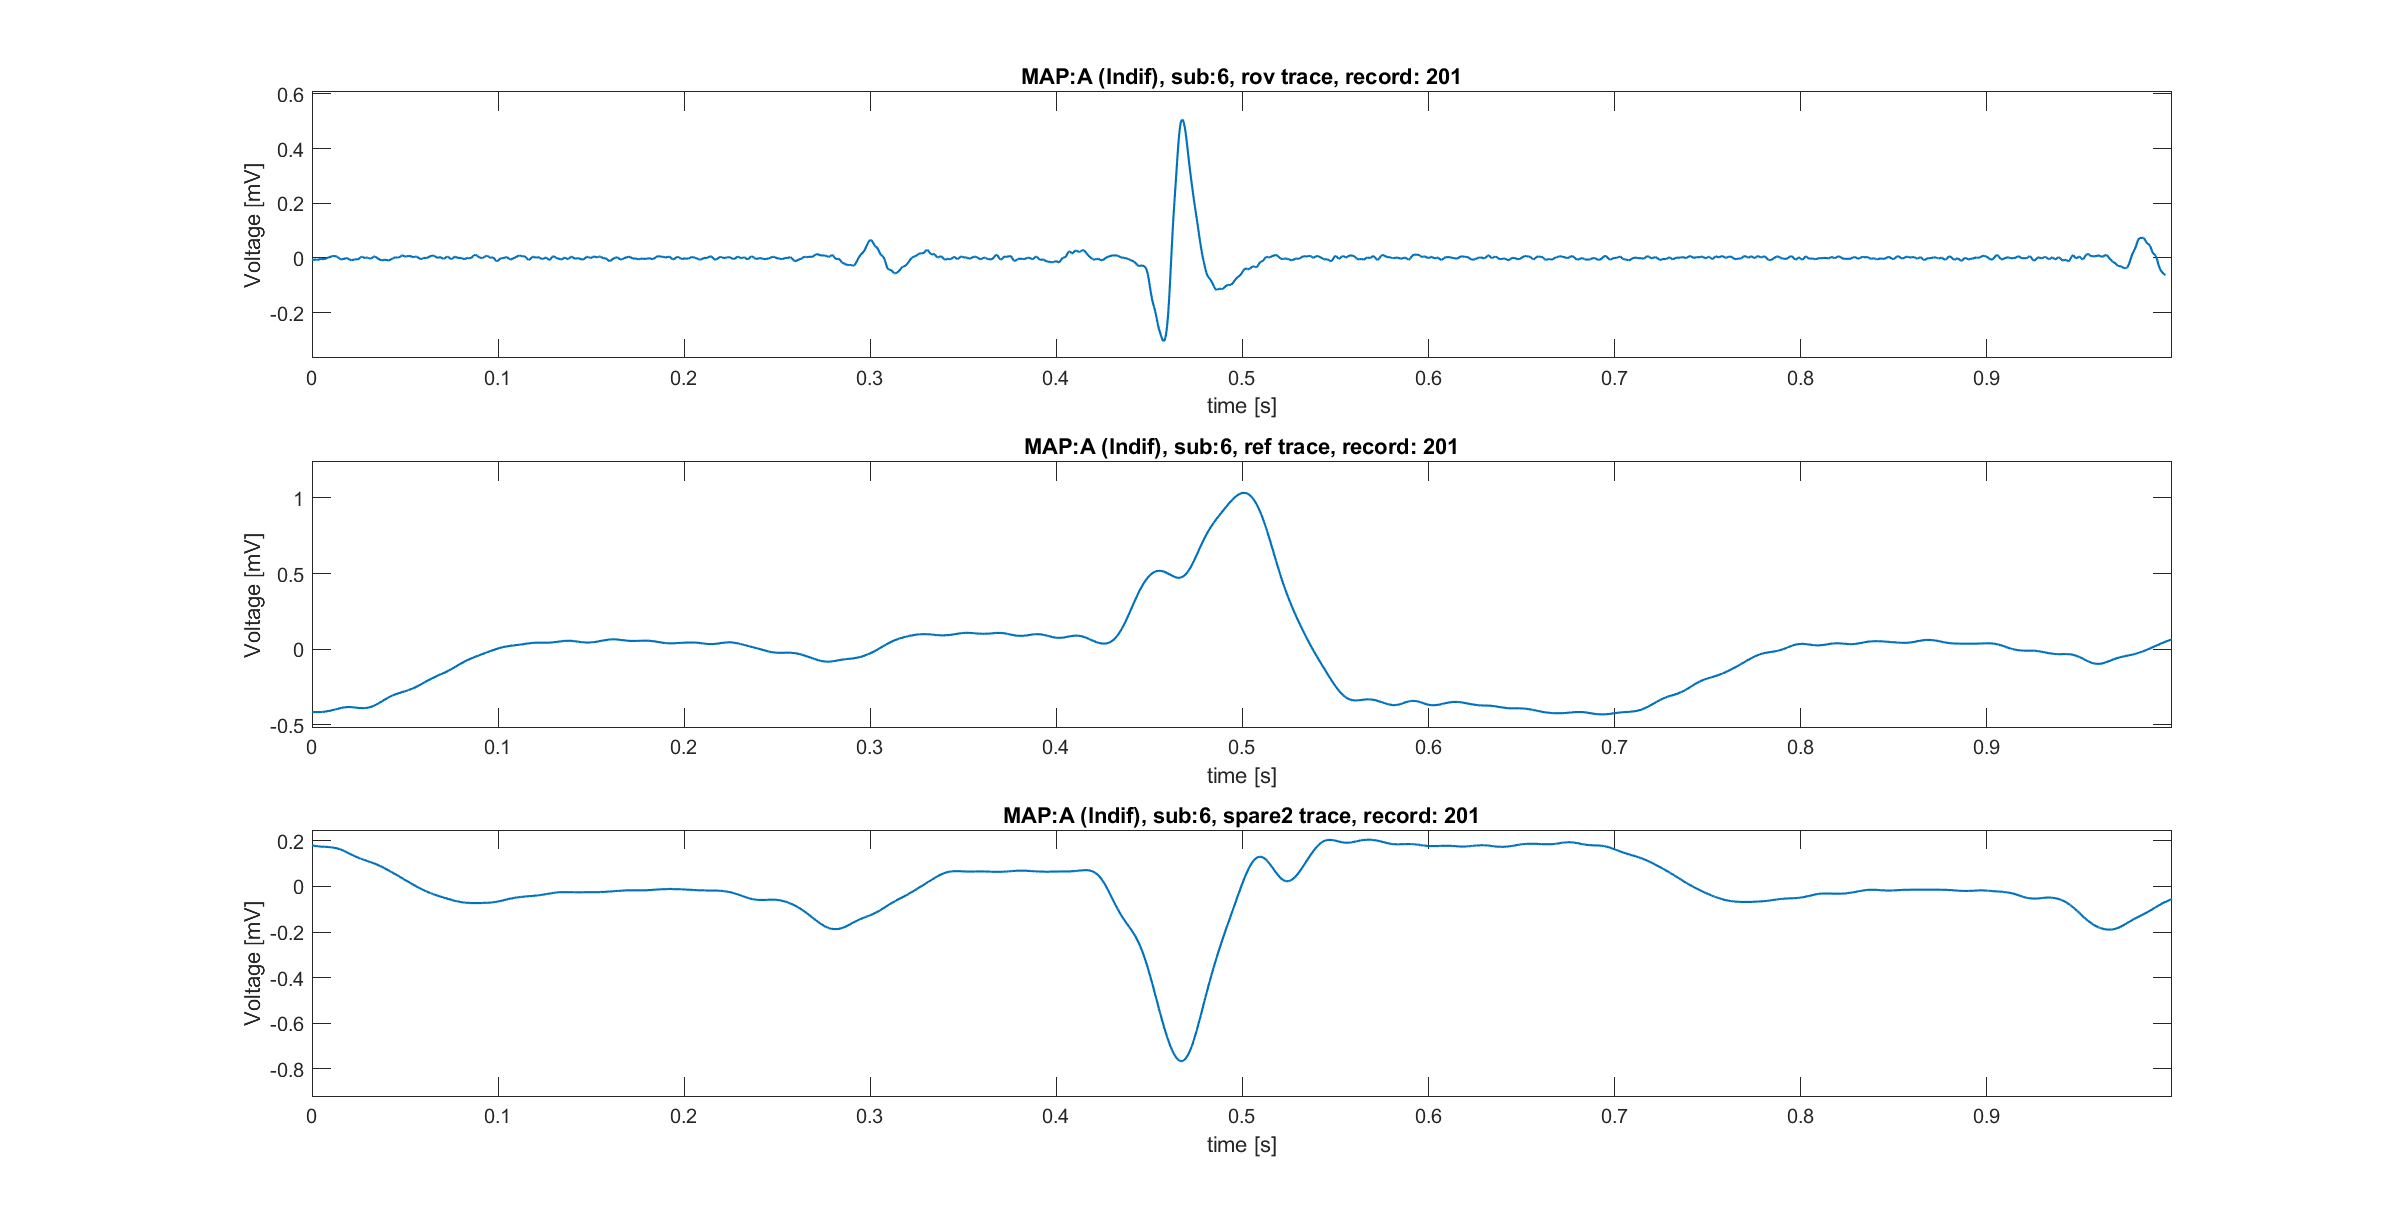 MAP:A (Indif), sub:6, rov trace, record: 201
0.6
0.4
0.2
0
-0.2
Voltage [mV]
0 0.1 0.2 0.3 0.4 0.5 0.6 0.7 0.8 0.9
time [s]
MAP:A (Indif), sub:6, ref trace, record: 201
1
0.5
0
-0.5
Voltage [mV]
0 0.1 0.2 0.3 0.4 0.5 0.6 0.7 0.8 0.9
time [s]
MAP:A (Indif), sub:6, spare2 trace, record: 201
0.2
0
-0.2
-0.4
-0.6
-0.8
Voltage [mV]
0 0.1 0.2 0.3 0.4 0.5 0.6 0.7 0.8 0.9
time [s]